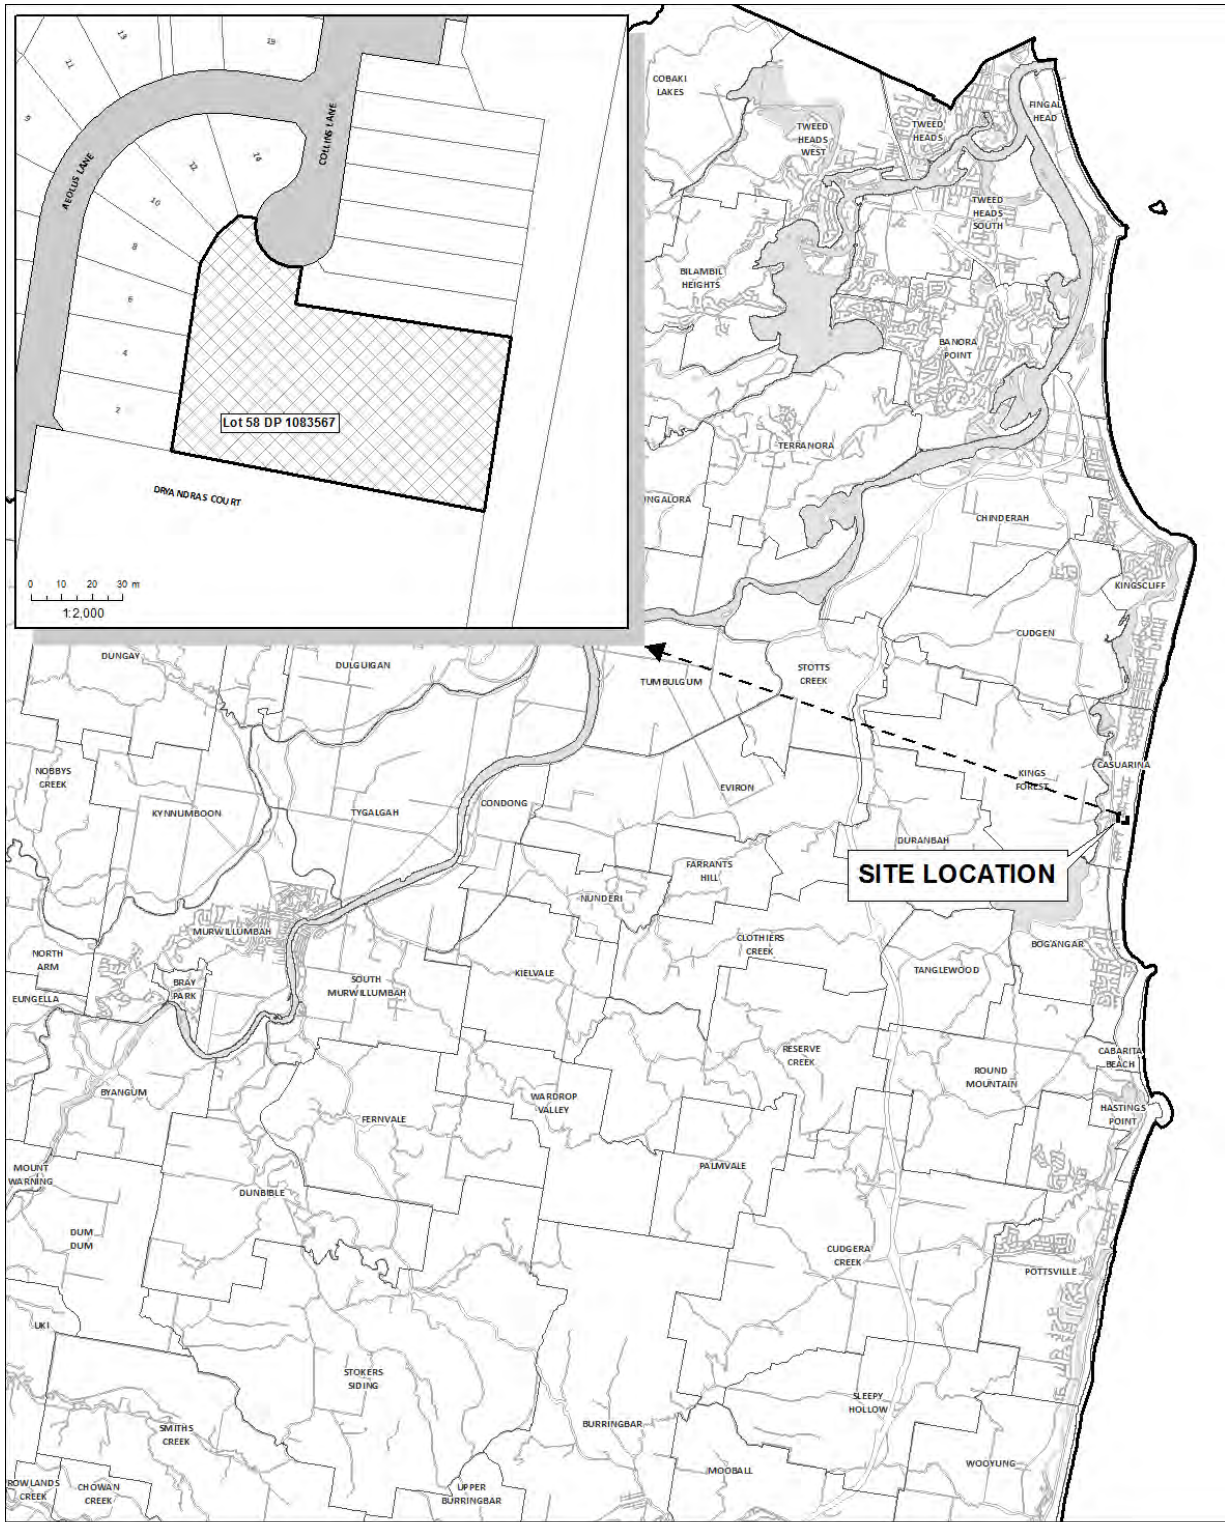 13
19
11
9
14
12
10
8
6
4
2
COLLINS LANE
AEOLUS LANE
Lot 58 DP 1083567
DRYANDRAS COURT
0 10 20 30 m
1:2,000
COBAKI
LAKES
FINGAL
HEAD
TWEED
HEADS
WEST
TWEED
HEADS
TWEED
HEADS
SOUTH
BILAMBIL
HEIGHTS
BANORA
POINT
TERRANORA
NGALORA
CHINDERAH
KINGSCLIFF
CUDGEN
DUNGAY
DULGUIGAN
TUMBULGUM
STOTTS
CREEK
NOBBYS
CREEK
KYNNUMBOON
TYGALGAH
CONDONG
EVIRON
KINGS
FOREST
CASUARINA
DURANBAH
SITE LOCATION
FARRANTS
HILL
NUNDERI
MURWILLUMBAH
CLOTHIERS
CREEK
BOGANGAR
NORTH
ARM
TANGLEWOOD
KIELVALE
SOUTH
MURWILLUMBAH
BRAY
PARK
EUNGELLA
RESERVE
CREEK
CABARITA
BEACH
ROUND
MOUNTAIN
BYANGUM
WARDROP
VALLEY
HASTINGS
POINT
FERNVALE
MOUNT
WARNING
PALMVALE
DUNBIBLE
DUM
DUM
CUDGERA
CREEK
POTTSVILLE
UKI
STOKERS
SIDING
SLEEPY
HOLLOW
SMITHS
CREEK
BURRINGBAR
WOOYUNG
MOOBALL
ROWLANDS
CREEK
CHOWAN
CREEK
UPPER
BURRINGBAR